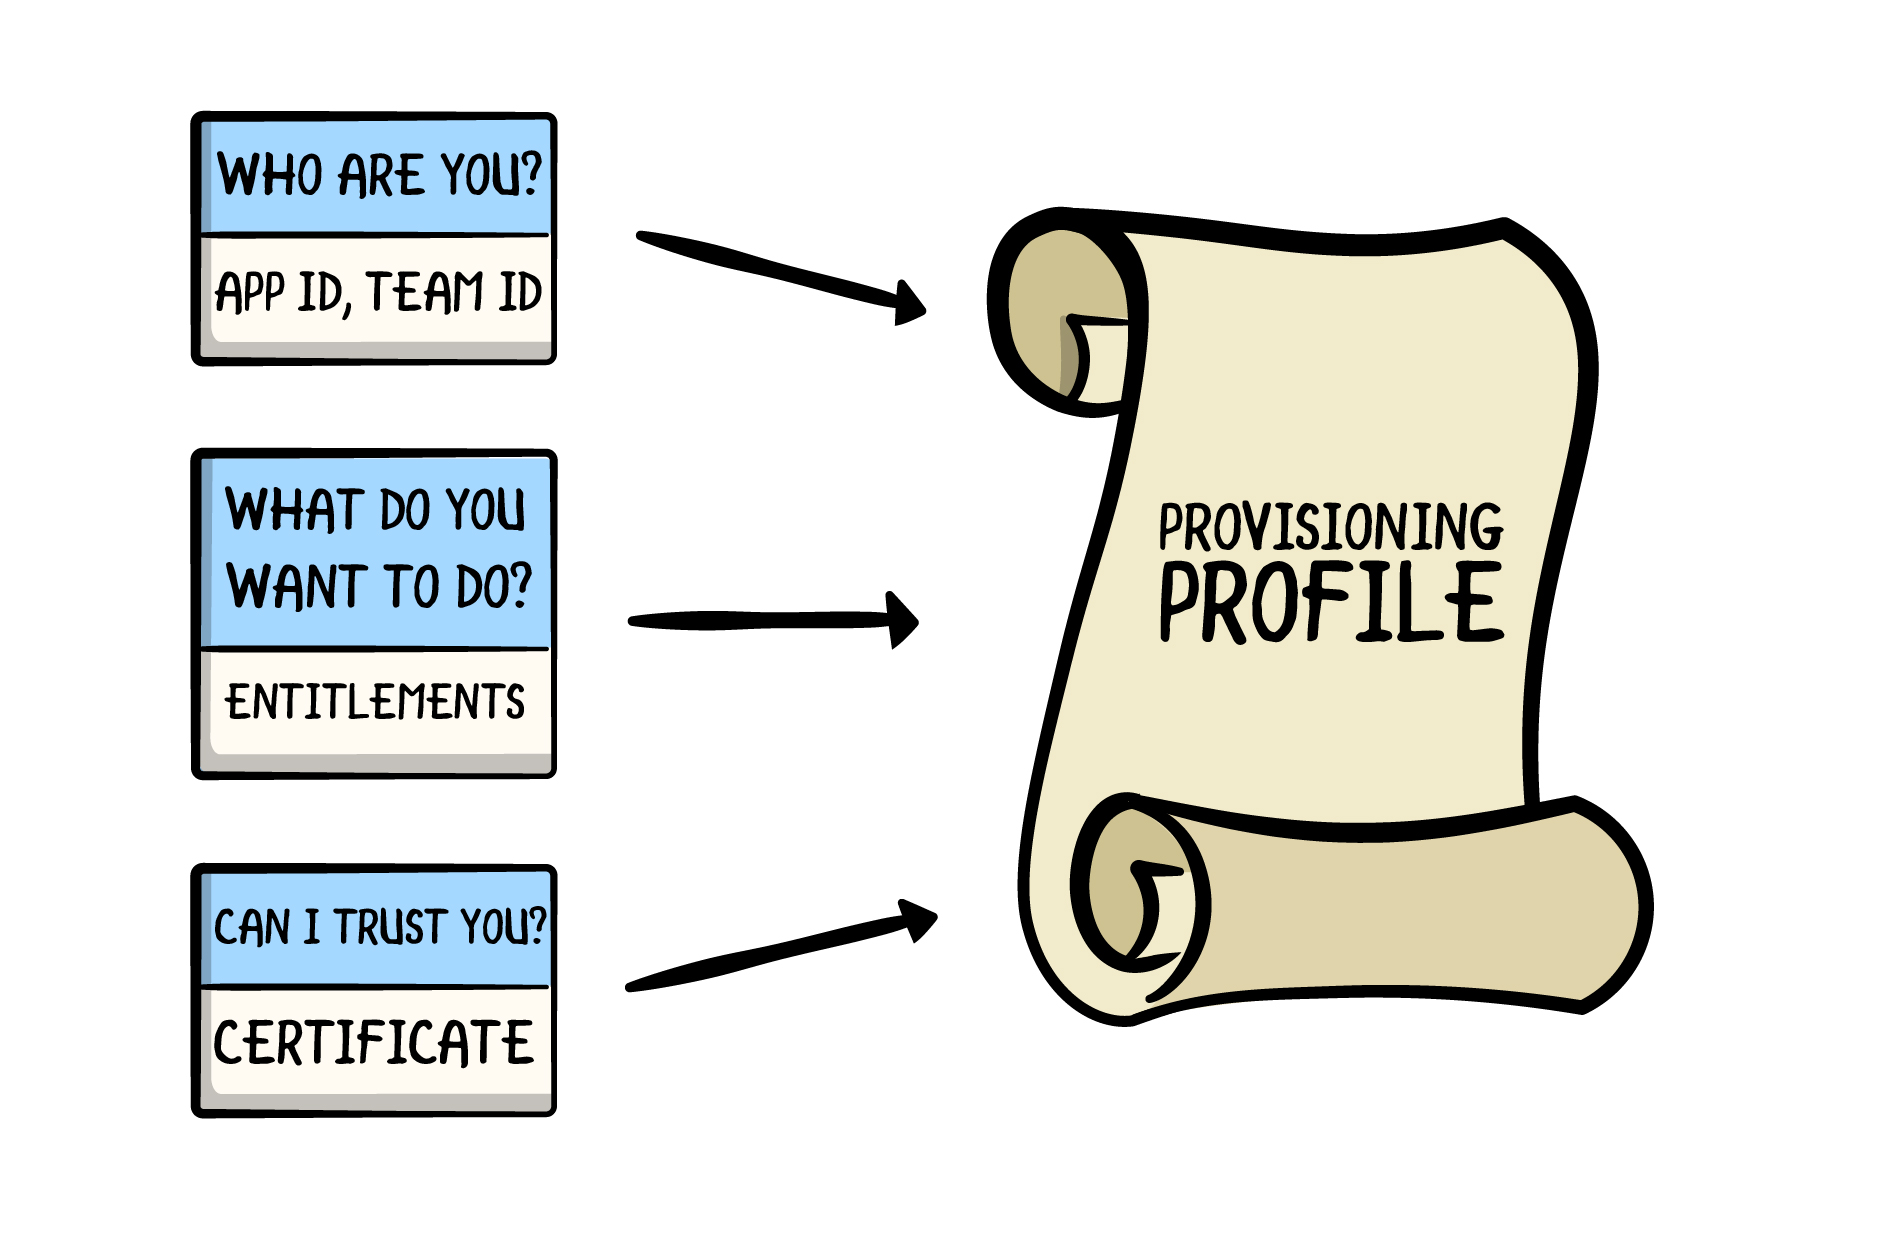 WHO ARE YOU?
APP ID, TEAM ID
WHAT DO YOU
WANT TO DO?
ENTITLEMENTS
CAN I TRUST YOU?
CERTIFICATE
PROVISIONING
PROFILE